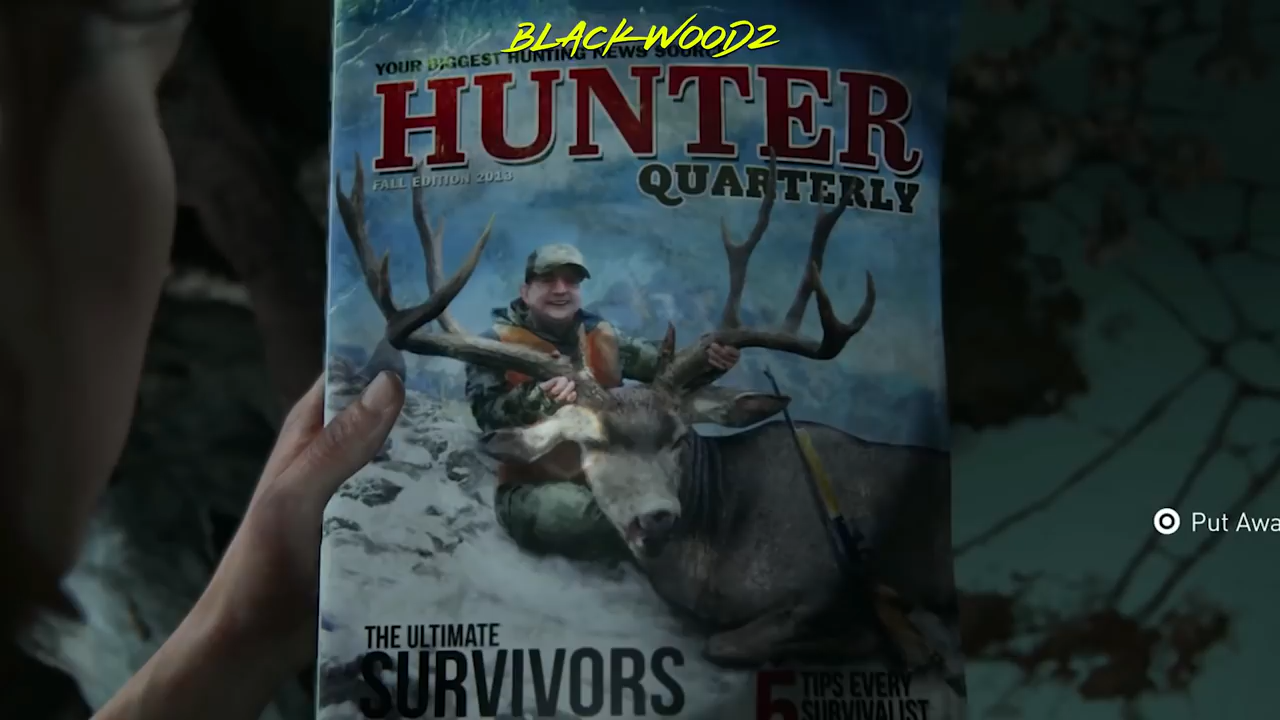 BLACKWOODZ
YOUR BIGGEST HUNTING NEWS SOURCE
HUNTER
FALL EDITION 2013
QUARTERLY
Put Awa
THE ULTIMATE
SURVIVORS
5 TIPS EVERY
SURVIVALIST